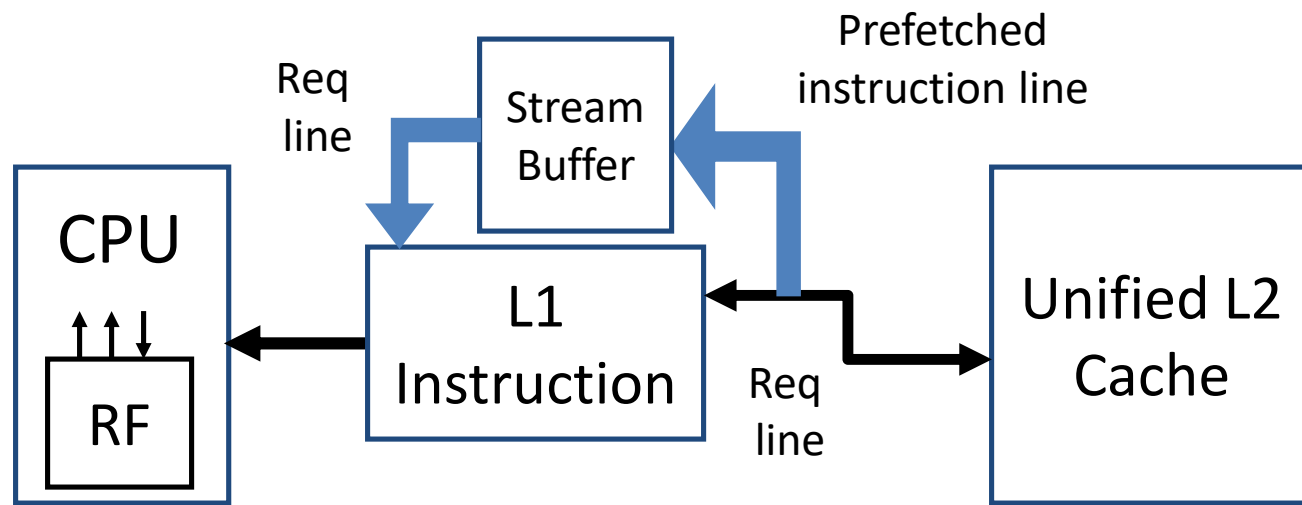 Prefetched
instruction line
Req
line
Stream
Buffer
CPU
RF
L1
Instruction
Req
line
Unified L2
Cache